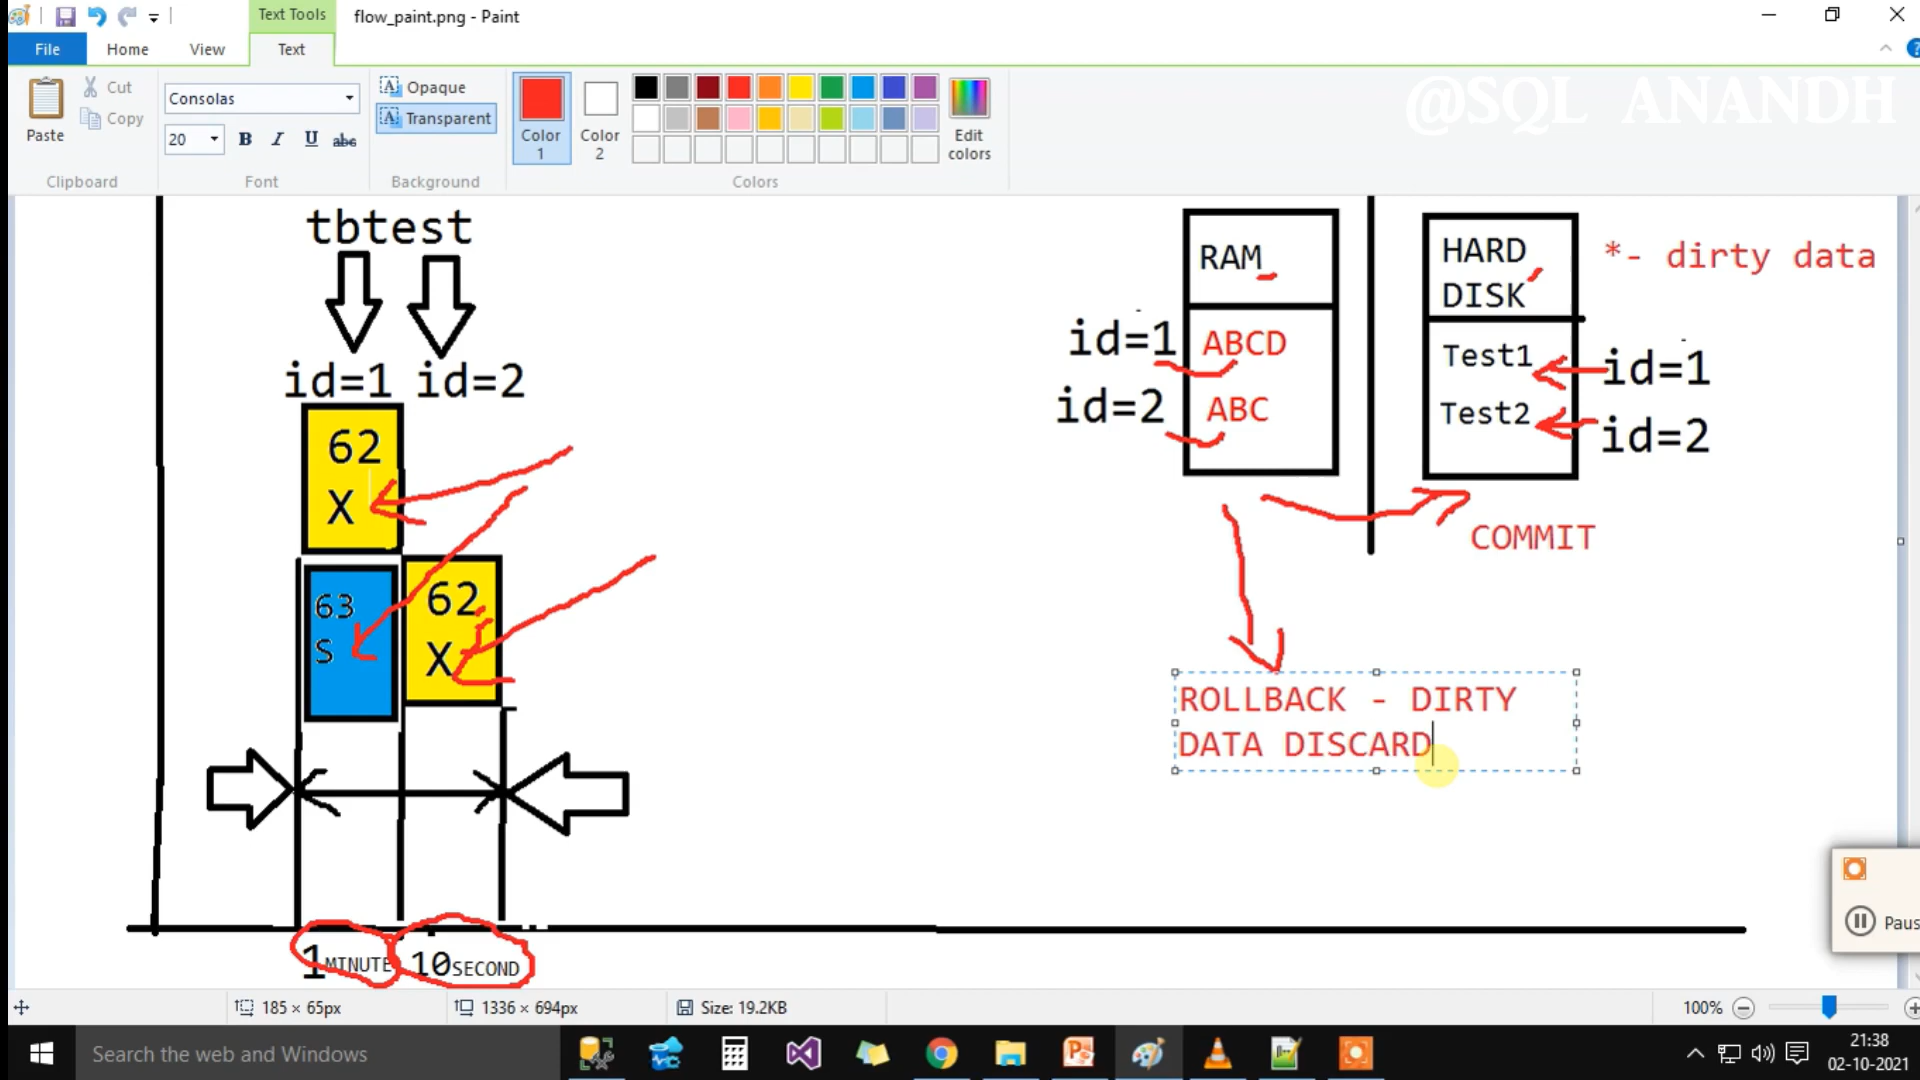 Text Tools
flow_paint.png - Paint
File
Home
View
Text
Paste
Cut
Copy
Clipboard
Consolas
20
B
I
U
abc
Font
Opaque
Transparent
Background
Color
1
Color
2
Edit
colors
Colors
@SQL ANANDH
tbtest
id=1
id=2
62
X
63
S
62
X
1MINUTE
10SECOND
RAM
id=1
ABCD
id=2
ABC
HARD
DISK
*- dirty data
Test1
id=1
Test2
id=2
COMMIT
ROLLBACK - DIRTY
DATA DISCARD
Paus
185 × 65px
1336 × 694px
Size: 19.2KB
100%
Search the web and Windows
21:38
02-10-2021